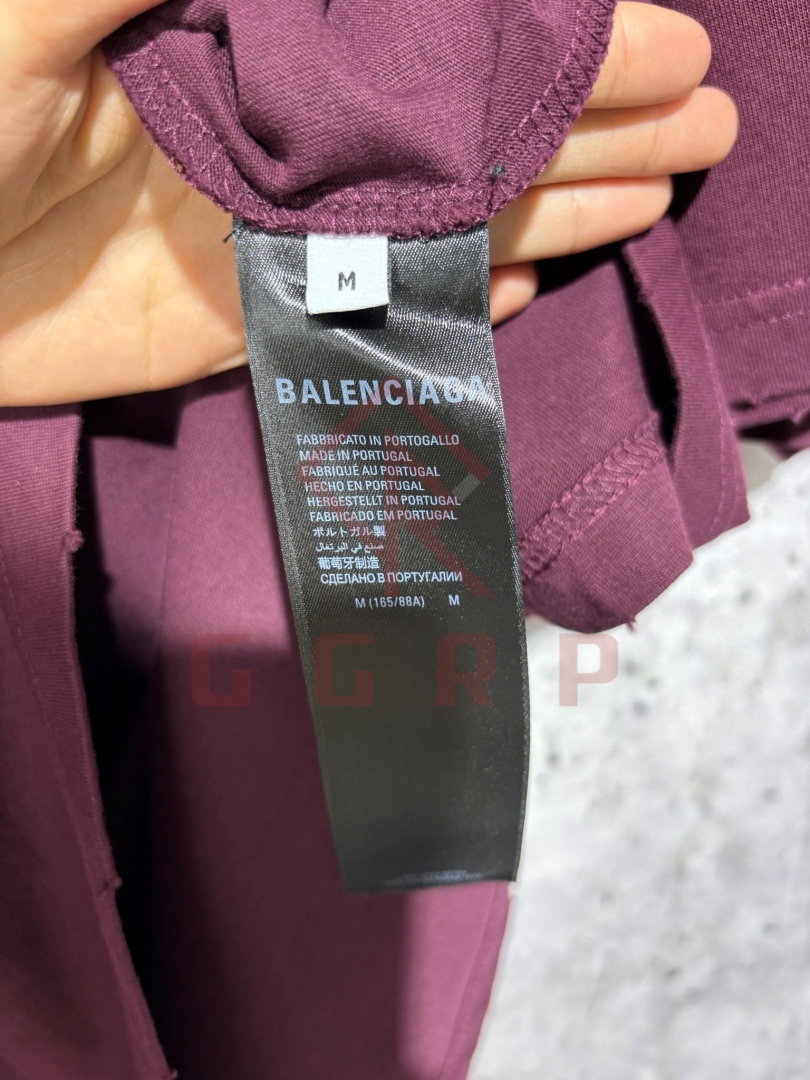 M
BALENCIAGA
FABBRICATO IN PORTOGALLO
MADE IN PORTUGAL
FABRIQUÉ AU PORTUGAL
HECHO EN PORTUGAL
HERGESTELLT IN PORTUGAL
FABRICADO EM PORTUGAL
ポルトガル製
صنع في البرتغال
葡萄牙制造
СДЕЛАНО В ПОРТУГАЛИИ
M (165/88A) M
GGRP